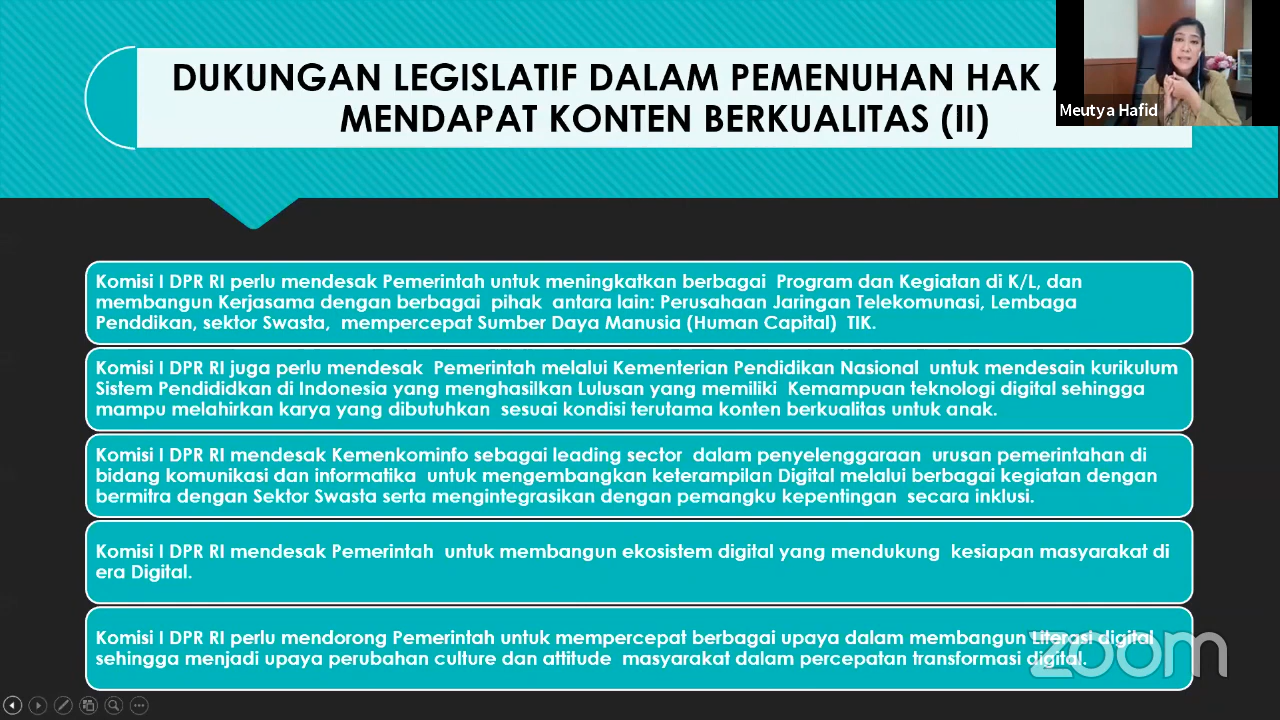 DUKUNGAN LEGISLATIF DALAM PEMENUHAN HAK
MENDAPAT KONTEN BERKUALITAS (II)
Meutya Hafid
Komisi I DPR RI perlu mendesak Pemerintah untuk meningkatkan berbagai Program dan Kegiatan di K/L, dan
membangun Kerjasama dengan berbagai pihak antara lain: Perusahaan Jaringan Telekomunasi, Lembaga
Penddikan, sektor Swasta, mempercepat Sumber Daya Manusia (Human Capital) TIK.
Komisi I DPR RI juga perlu mendesak Pemerintah melalui Kementerian Pendidikan Nasional untuk mendesain kurikulum
Sistem Pendididkan di Indonesia yang menghasilkan Lulusan yang memiliki Kemampuan teknologi digital sehingga
mampu melahirkan karya yang dibutuhkan sesuai kondisi terutama konten berkualitas untuk anak.
Komisi I DPR RI mendesak Kemenkominfo sebagai leading sector dalam penyelenggaraan urusan pemerintahan di
bidang komunikasi dan informatika untuk mengembangkan keterampilan Digital melalui berbagai kegiatan dengan
bermitra dengan Sektor Swasta serta mengintegrasikan dengan pemangku kepentingan secara inklusi.
Komisi I DPR RI mendesak Pemerintah untuk membangun ekosistem digital yang mendukung kesiapan masyarakat di
era Digital.
Komisi I DPR RI perlu mendorong Pemerintah untuk mempercepat berbagai upaya dalam membangun Literasi digital
sehingga menjadi upaya perubahan culture dan attitude masyarakat dalam percepatan transformasi digital.
zoom